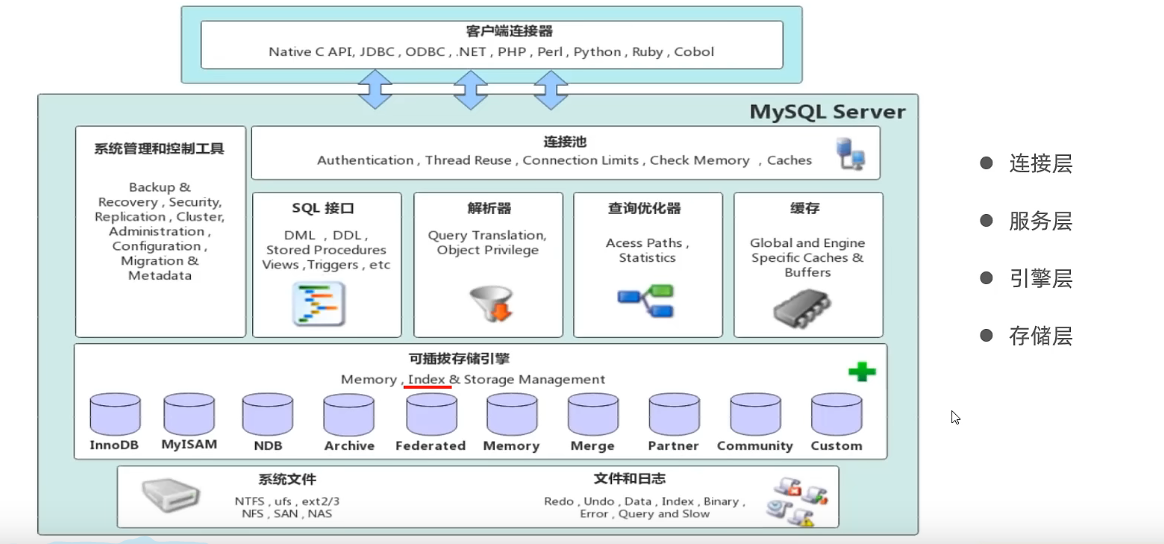 客户端连接器
Native C API, JDBC , ODBC , .NET , PHP , Perl , Python , Ruby , Cobol
MySQL Server
系统管理和控制工具
Backup &
Recovery , Security,
Replication , Cluster,
Administration ,
Configuration ,
Migration &
Metadata
连接池
Authentication , Thread Reuse , Connection Limits , Check Memory , Caches
SQL 接口
DML , DDL ,
Stored Procedures
Views ,Triggers , etc
解析器
Query Translation,
Object Privilege
查询优化器
Acess Paths ,
Statistics
缓存
Global and Engine
Specific Caches &
Buffers
可插拔存储引擎
Memory , Index & Storage Management
InnoDB
MyISAM
NDB
Archive
Federated
Memory
Merge
Partner
Community
Custom
系统文件
NTFS , ufs , ext2/3
NFS , SAN , NAS
文件和日志
Redo , Undo , Data , Index , Binary ,
Error , Query and Slow
连接层
服务层
引擎层
存储层